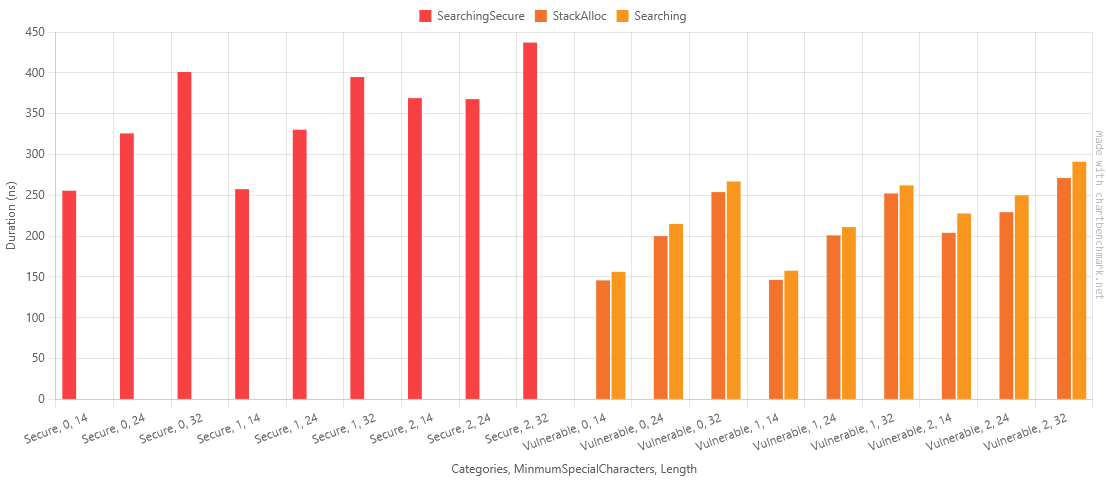 SearchingSecure StackAlloc Searching
450
400
350
300
250
200
150
100
50
0
Duration (ns)
Secure, 0, 14
Secure, 0, 24
Secure, 0, 32
Secure, 1, 14
Secure, 1, 24
Secure, 1, 32
Secure, 2, 14
Secure, 2, 24
Secure, 2, 32
Vulnerable, 0, 14
Vulnerable, 0, 24
Vulnerable, 0, 32
Vulnerable, 1, 14
Vulnerable, 1, 24
Vulnerable, 1, 32
Vulnerable, 2, 14
Vulnerable, 2, 24
Vulnerable, 2, 32
Categories, MinmumSpecialCharacters, Length
Made with chartbenchmark.net